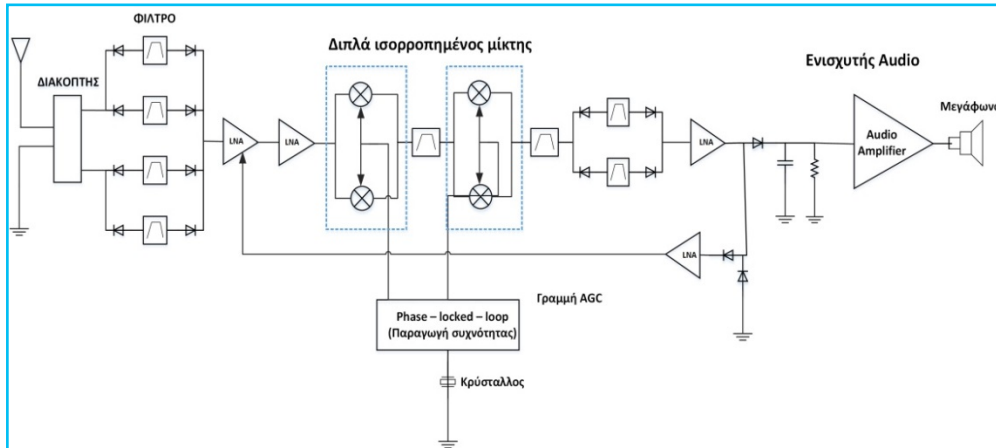 ΦΙΛΤΡΟ
ΔΙΑΚΟΠΤΗΣ
Διπλά ισορροπημένος μίκτης
Ενισχυτής Audio
Μεγάφωνο
LNA
LNA
LNA
Audio
Amplifier
LNA
Γραμμή AGC
Phase – locked – loop
(Παραγωγή συχνότητας)
Κρύσταλλος